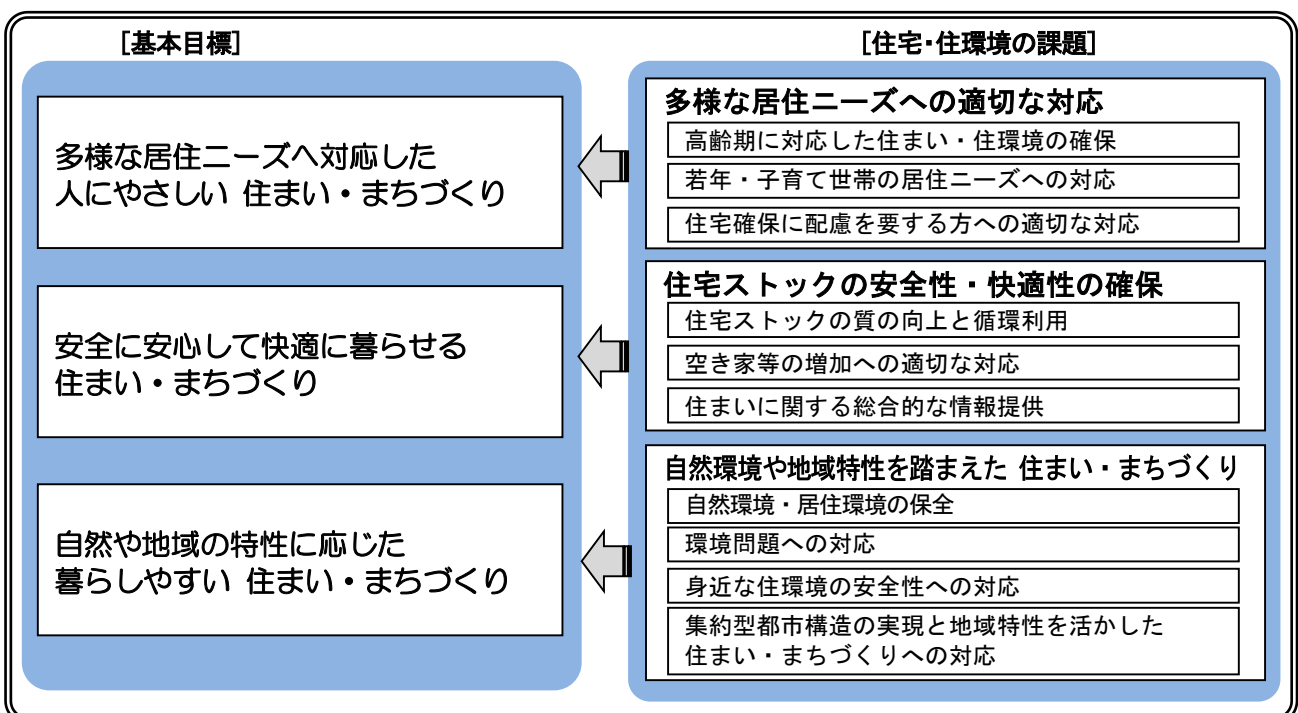 [基本目標]
多様な居住ニーズへ対応した
人にやさしい 住まい・まちづくり
安全に安心して快適に暮らせる
住まい・まちづくり
自然や地域の特性に応じた
暮らしやすい 住まい・まちづくり
[住宅・住環境の課題]
多様な居住ニーズへの適切な対応
高齢期に対応した住まい・住環境の確保
若年・子育て世帯の居住ニーズへの対応
住宅確保に配慮を要する方への適切な対応
住宅ストックの安全性・快適性の確保
住宅ストックの質の向上と循環利用
空き家等の増加への適切な対応
住まいに関する総合的な情報提供
自然環境や地域特性を踏まえた 住まい・まちづくり
自然環境・居住環境の保全
環境問題への対応
身近な住環境の安全性への対応
集約型都市構造の実現と地域特性を活かした
住まい・まちづくりへの対応